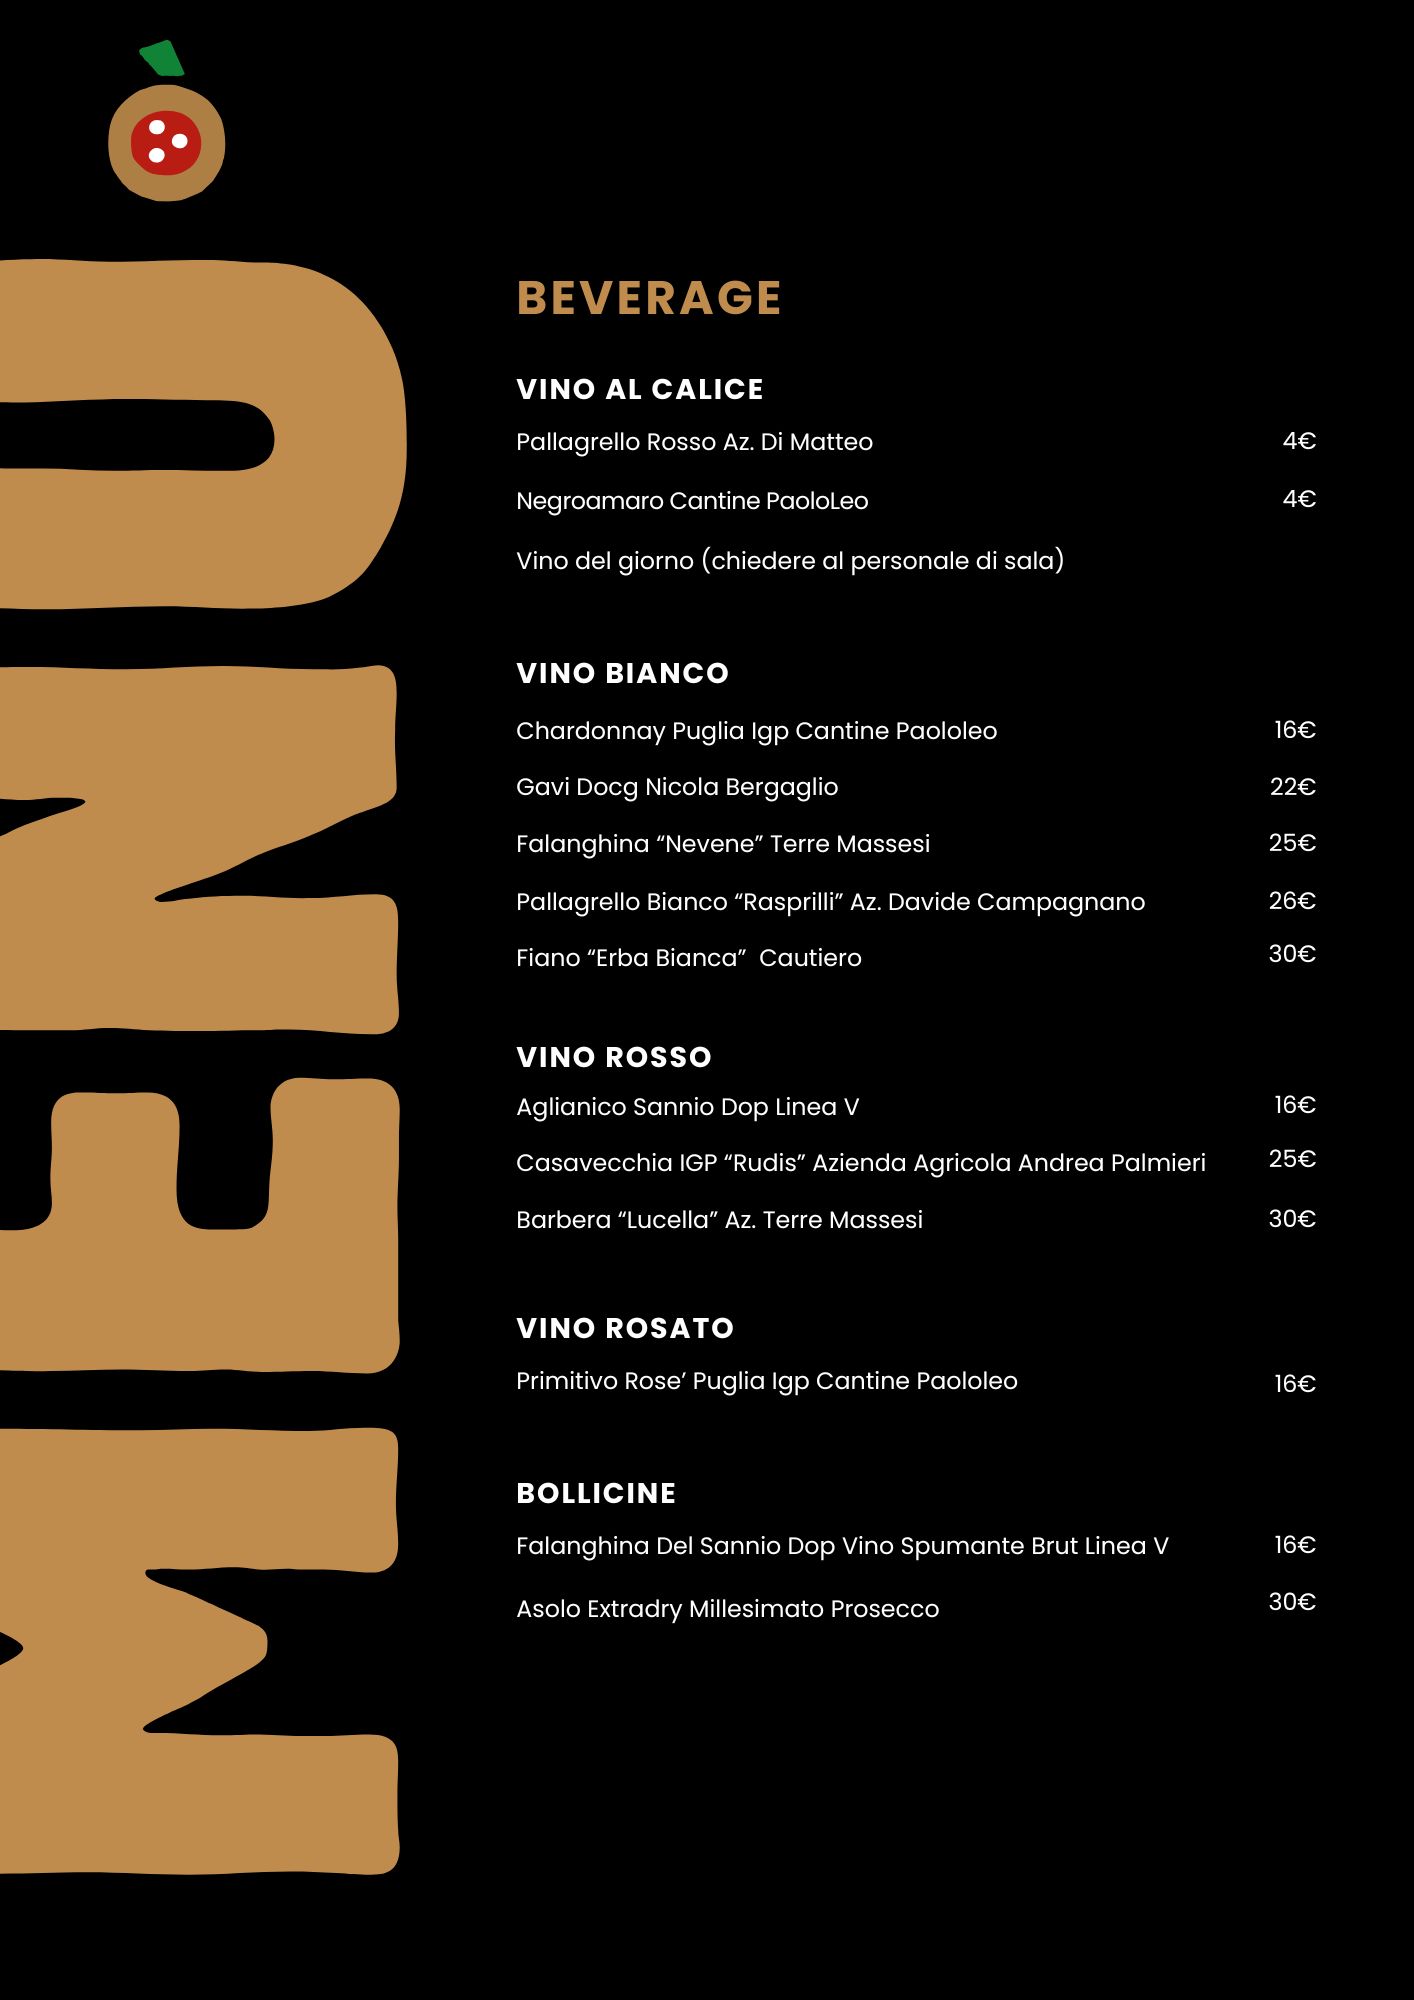 MENU
BEVERAGE
VINO AL CALICE
Pallagrello Rosso Az. Di Matteo 4€
Negroamaro Cantine PaoloLeo 4€
Vino del giorno (chiedere al personale di sala)
VINO BIANCO
Chardonnay Puglia Igp Cantine Paololeo 16€
Gavi Docg Nicola Bergaglio 22€
Falanghina “Nevene” Terre Massesi 25€
Pallagrello Bianco “Rasprilli” Az. Davide Campagnano 26€
Fiano “Erba Bianca” Cautiero 30€
VINO ROSSO
Aglianico Sannio Dop Linea V 16€
Casavecchia IGP “Rudis” Azienda Agricola Andrea Palmieri 25€
Barbera “Lucella” Az. Terre Massesi 30€
VINO ROSATO
Primitivo Rose’ Puglia Igp Cantine Paololeo 16€
BOLLICINE
Falanghina Del Sannio Dop Vino Spumante Brut Linea V 16€
Asolo Extradry Millesimato Prosecco 30€